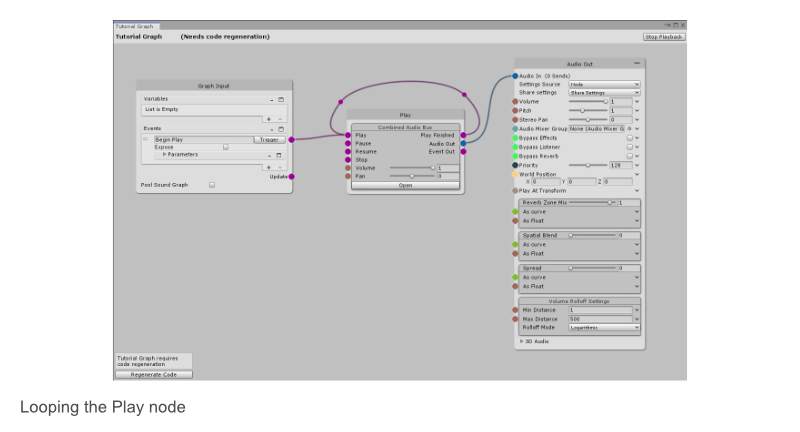 Tutorial Graph
Tutorial Graph (Needs code regeneration) Stop Playback
Graph Input
Variables
List is Empty
+ -
Events
Begin Play Trigger
Expose
Parameters
+ -
Update
Pool Sound Graph
Play
Combined Audio Bus
Play Play Finished
Pause Audio Out
Resume Event Out
Stop
Volume 1
Pan 0
Open
Audio Out
Audio In (0 Sends)
Settings Source Node
Share settings Share Settings
Volume 1
Pitch 1
Stereo Pan 0
Audio Mixer Group None (Audio Mixer G
Bypass Effects
Bypass Listener
Bypass Reverb
Priority 128
World Position
X 0 Y 0 Z 0
Play At Transform
Reverb Zone Mix 1
As curve
As Float
Spatial Blend 0
As curve
As Float
Spread 0
As curve
As Float
Volume Rolloff Settings
Min Distance 1
Max Distance 500
Rolloff Mode Logarithmic
3D Audio
Tutorial Graph requires
code regeneration
Regenerate Code
Looping the Play node